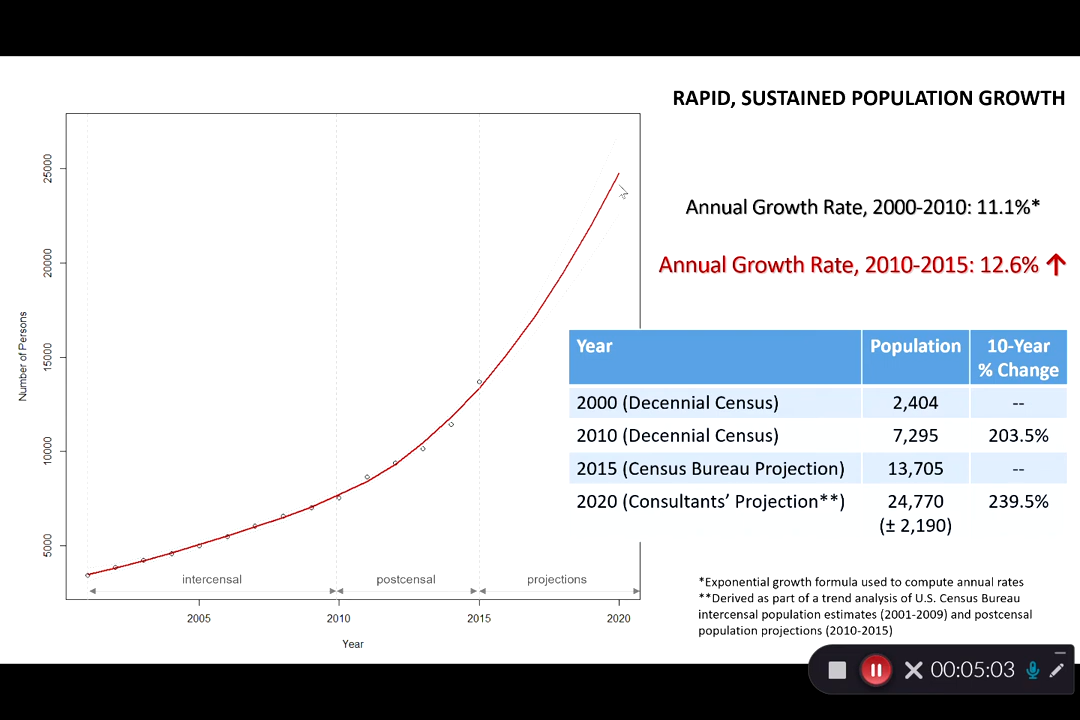 RAPID, SUSTAINED POPULATION GROWTH
Annual Growth Rate, 2000-2010: 11.1%*
Annual Growth Rate, 2010-2015: 12.6% ↑
Number of Persons
25000
20000
15000
10000
5000
intercensal
postcensal
projections
2005
2010
2015
2020
Year
Year Population 10-Year
% Change
2000 (Decennial Census) 2,404 --
2010 (Decennial Census) 7,295 203.5%
2015 (Census Bureau Projection) 13,705 --
2020 (Consultants’ Projection**) 24,770 239.5%
(± 2,190)
*Exponential growth formula used to compute annual rates
**Derived as part of a trend analysis of U.S. Census Bureau
intercensal population estimates (2001-2009) and postcensal
population projections (2010-2015)
00:05:03